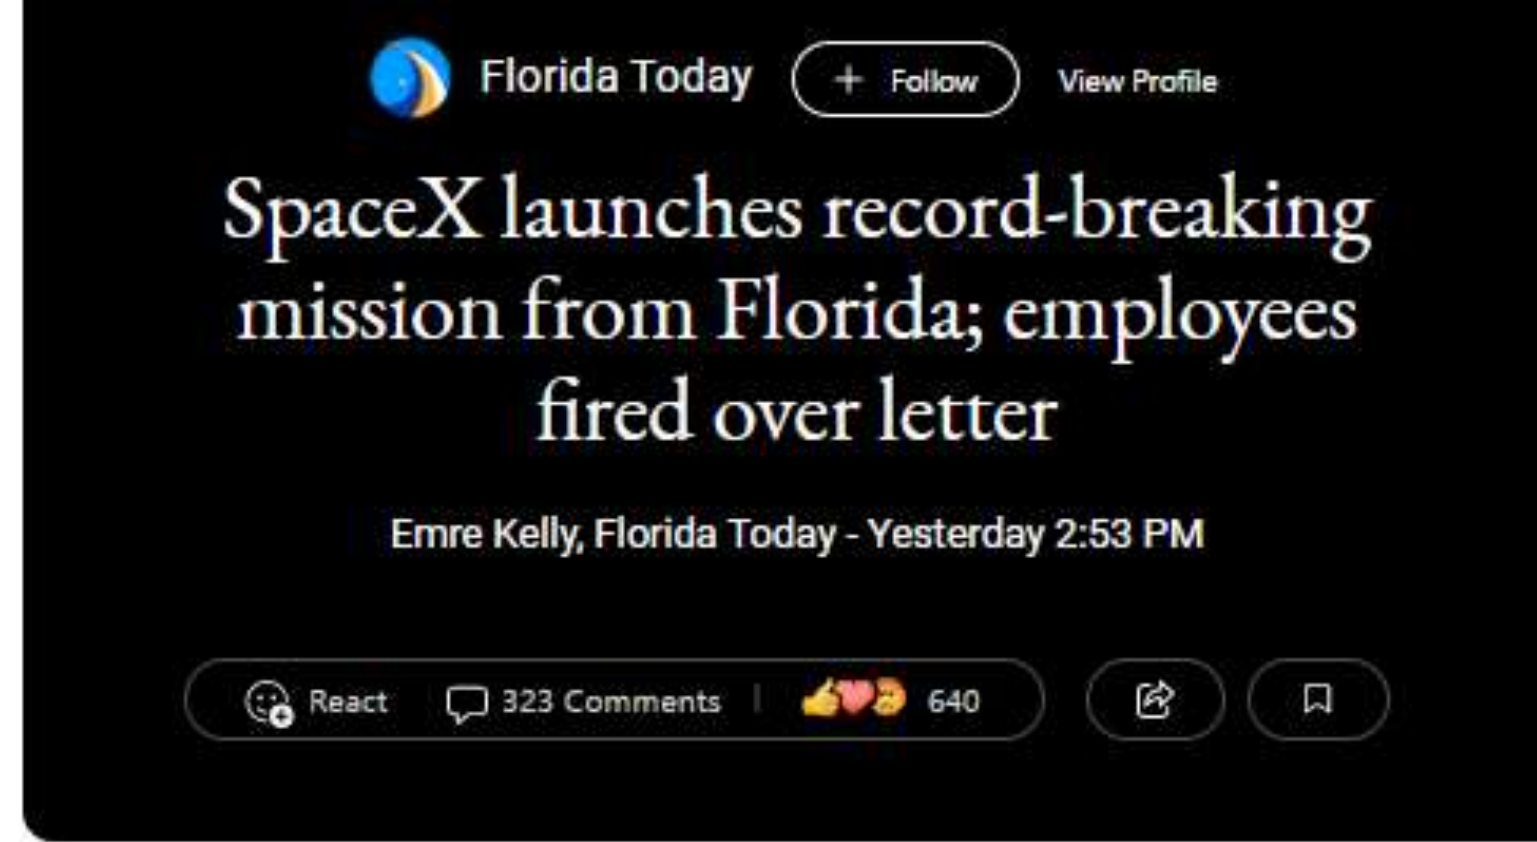 Florida Today + Follow View Profile
SpaceX launches record-breaking
mission from Florida; employees
fired over letter
Emre Kelly, Florida Today - Yesterday 2:53 PM
React 323 Comments | 640